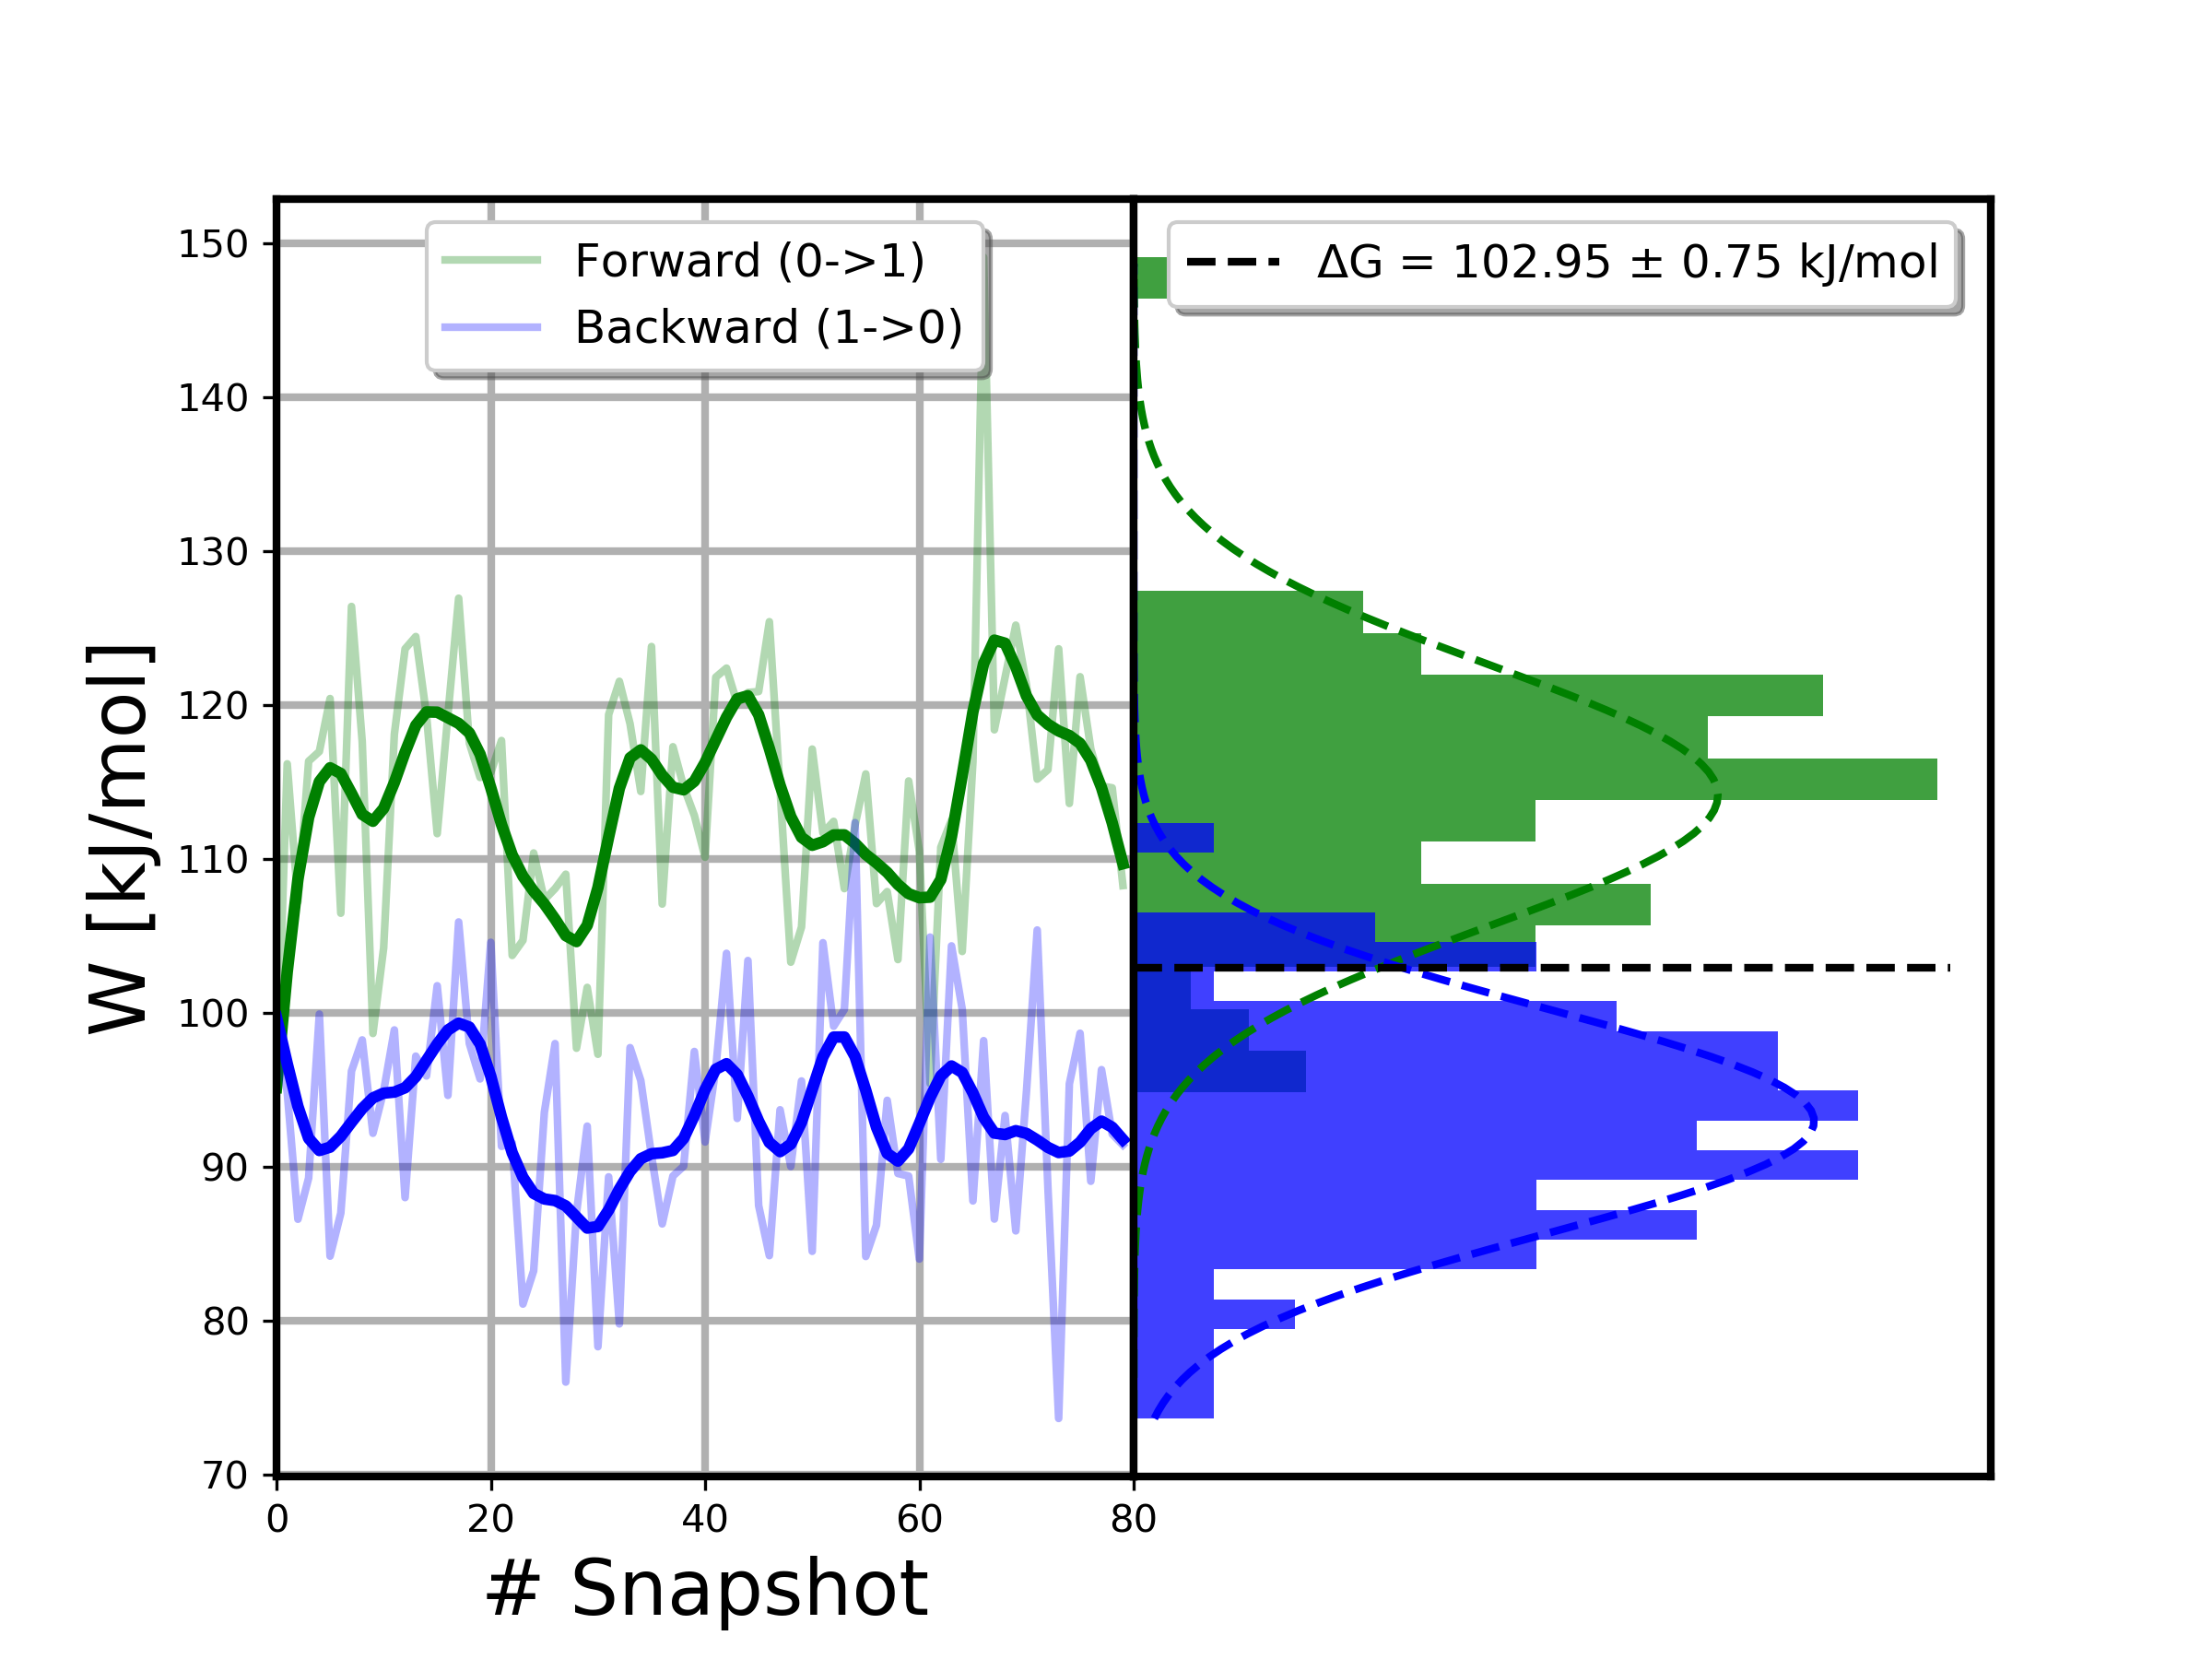 Forward (0->1)
Backward (1->0)
ΔG = 102.95 ± 0.75 kJ/mol
150
140
130
120
110
100
90
80
70
W [kJ/mol]
0 20 40 60 80
# Snapshot